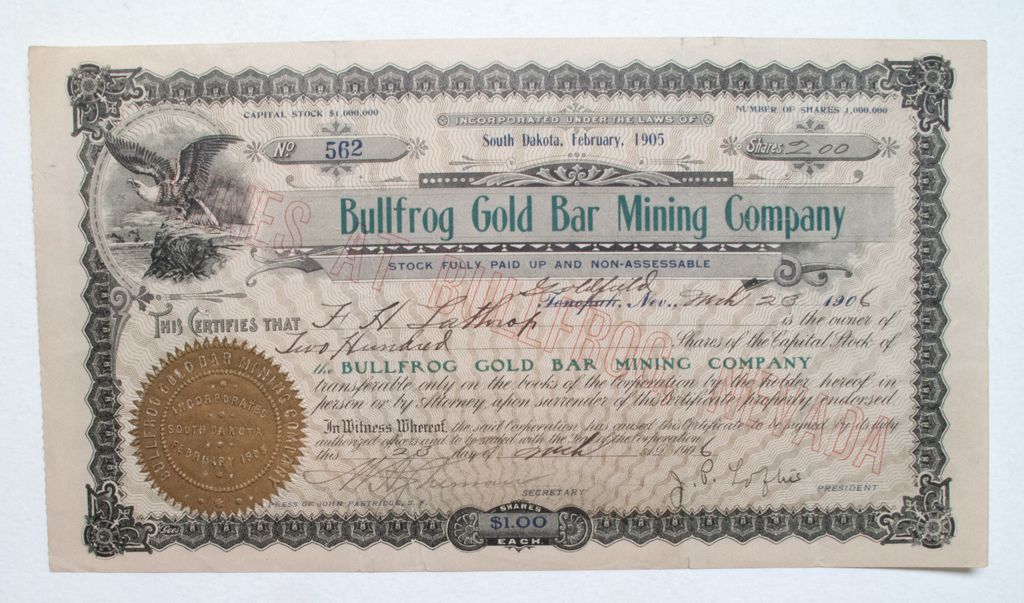 CAPITAL STOCK $1,000,000
NUMBER OF SHARES 1,000,000
INCORPORATED UNDER THE LAWS OF
South Dakota, February, 1905
No 562
Shares 200
Bullfrog Gold Bar Mining Company
STOCK FULLY PAID UP AND NON-ASSESSABLE
Goldfield
Tonopah, Nev., Mch 23 1906
THIS CERTIFIES THAT F. H. Lathrop is the owner of
Two Hundred Shares of the Capital Stock of
the BULLFROG GOLD BAR MINING COMPANY
transferable only on the books of the Corporation by the holder hereof in
person or by Attorney upon surrender of this Certificate properly endorsed.
In Witness Whereof, the said Corporation has caused this Certificate to be signed by its duly
authorized officers and to be sealed with the Seal of the Corporation
this 23 day of Mch 1906
J. P. Loftus
SECRETARY
PRESIDENT
PRESS OF JOHN PARTRIDGE, S. F.
SHARES
$1.00
EACH
MINES AT BULLFROG NEVADA
BULLFROG GOLD BAR MINING COMPANY
INCORPORATED
SOUTH DAKOTA
FEBRUARY 1905